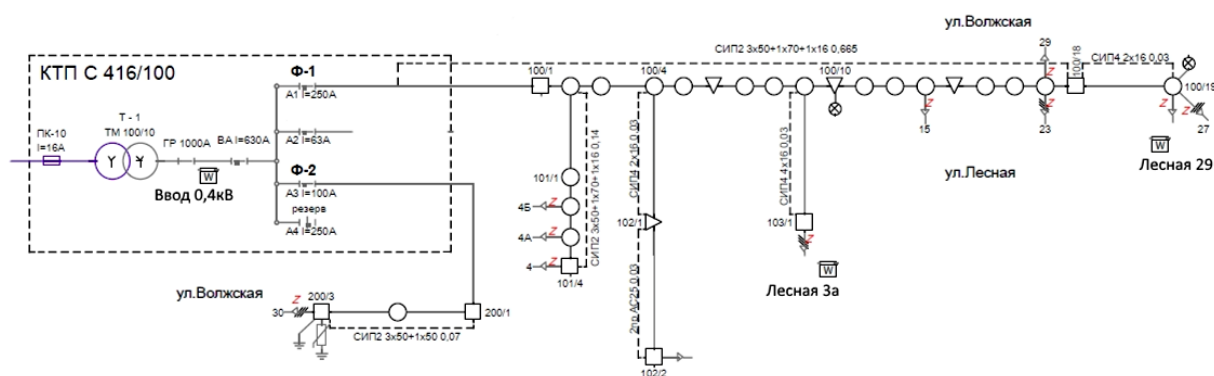 КТП С 416/100
ПК-10
I=16А
Т - 1
ТМ 100/10
ГР 1000А
ВА I=630А
W
Ввод 0,4кВ
Ф-1
А1 I=250А
А2 I=63А
Ф-2
А3 I=100А
резерв
А4 I=250А
ул.Волжская
30
Z
200/3
200/1
СИП2 3х50+1х50 0,07
100/1
СИП2 3х50+1х70+1х16 0,14
101/1
4Б
Z
4А
Z
4
Z
101/4
100/4
СИП4 2х16 0,03
102/1
2пр.АС25 0,03
102/2
СИП2 3х50+1х70+1х16 0,665
СИП4 4х16 0,03
103/1
Z
W
Лесная 3а
100/10
Z
15
ул.Волжская
29
Z
Z
23
100/18
СИП4 2х16 0,03
100/19
Z
Z
27
ул.Лесная
W
Лесная 29